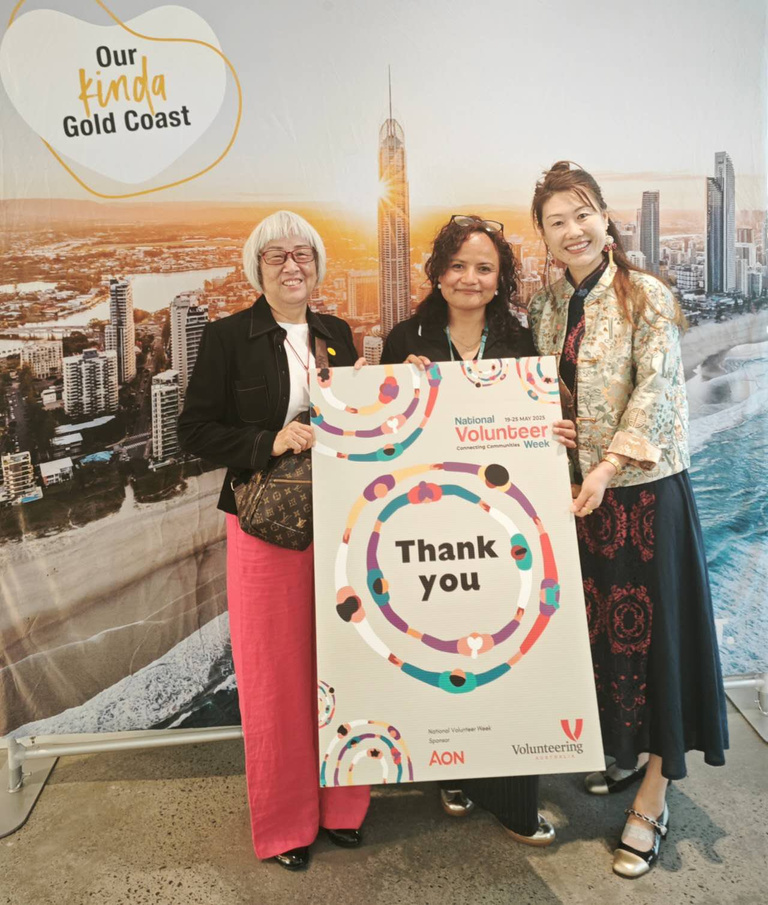 Our
kinda
Gold Coast
National 19-25 MAY 2025
Volunteer
Connecting Communities Week
Thank
you
National Volunteer Week
Sponsor
AON
Volunteering
AUSTRALIA